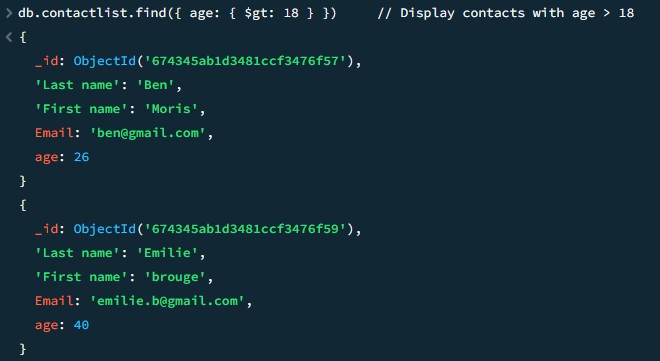 > db.contactlist.find({ age: { $gt: 18 } })     // Display contacts with age > 18
< {
  _id: ObjectId('674345ab1d3481ccf3476f57'),
  'Last name': 'Ben',
  'First name': 'Moris',
  Email: 'ben@gmail.com',
  age: 26
}
{
  _id: ObjectId('674345ab1d3481ccf3476f59'),
  'Last name': 'Emilie',
  'First name': 'brouge',
  Email: 'emilie.b@gmail.com',
  age: 40
}